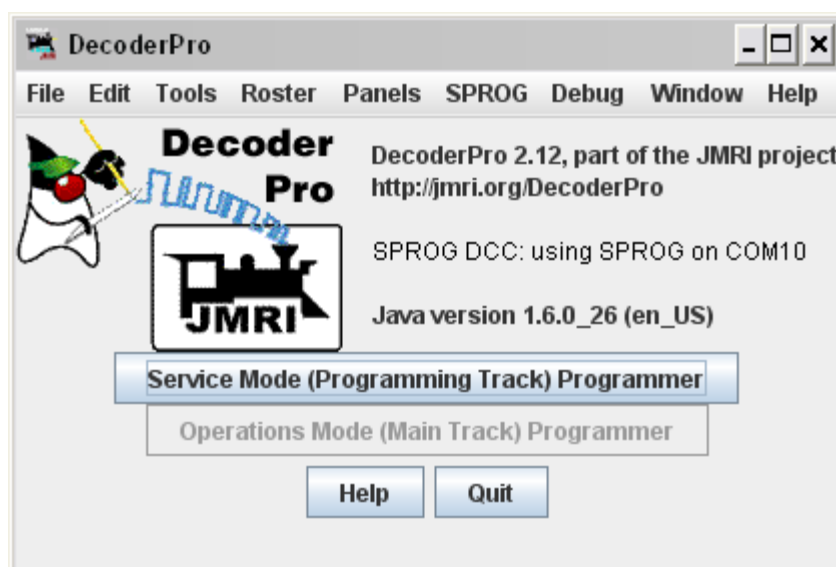 DecoderPro
File Edit Tools Roster Panels SPROG Debug Window Help
Decoder
Pro
JMRI
DecoderPro 2.12, part of the JMRI project
http://jmri.org/DecoderPro
SPROG DCC: using SPROG on COM10
Java version 1.6.0_26 (en_US)
Service Mode (Programming Track) Programmer
Operations Mode (Main Track) Programmer
Help Quit